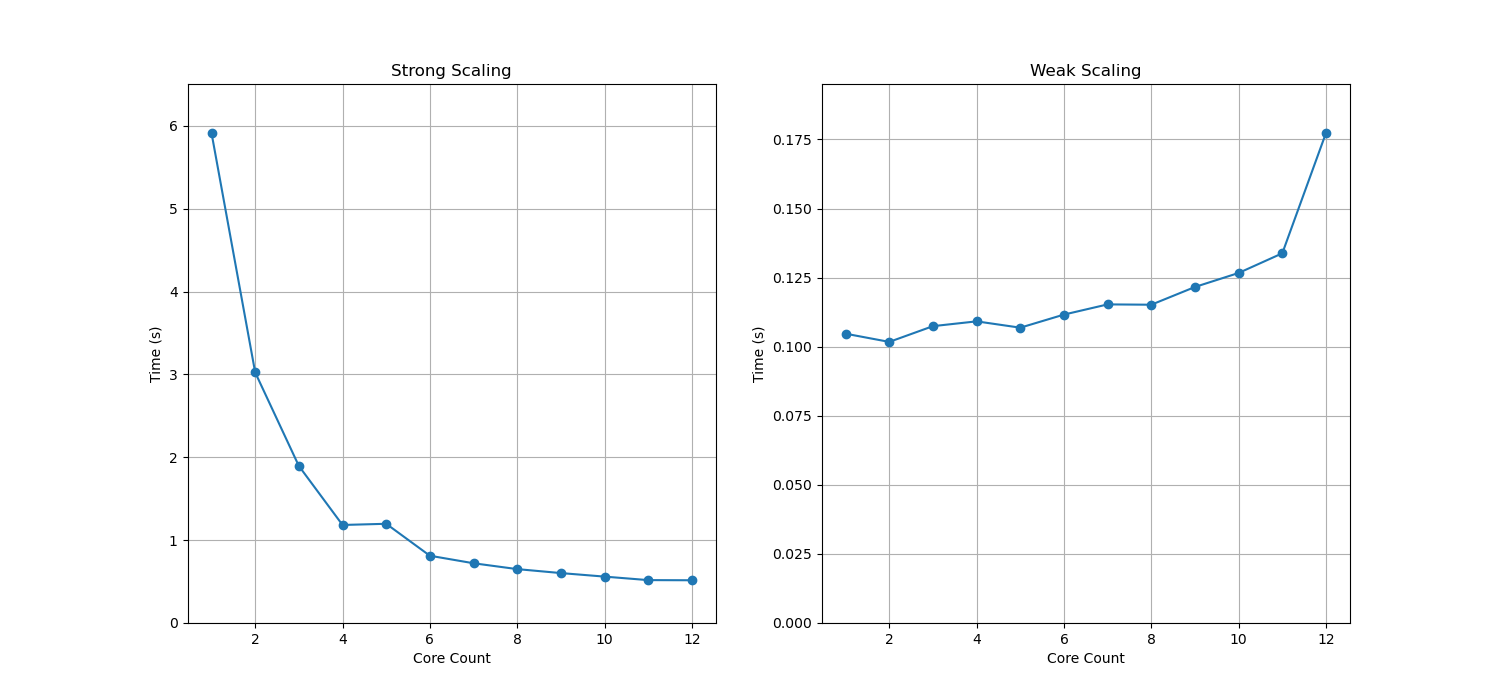 Strong Scaling
6
5
4
3
2
1
0
Time (s)
2 4 6 8 10 12
Core Count
Weak Scaling
0.175
0.150
0.125
0.100
0.075
0.050
0.025
0.000
Time (s)
2 4 6 8 10 12
Core Count